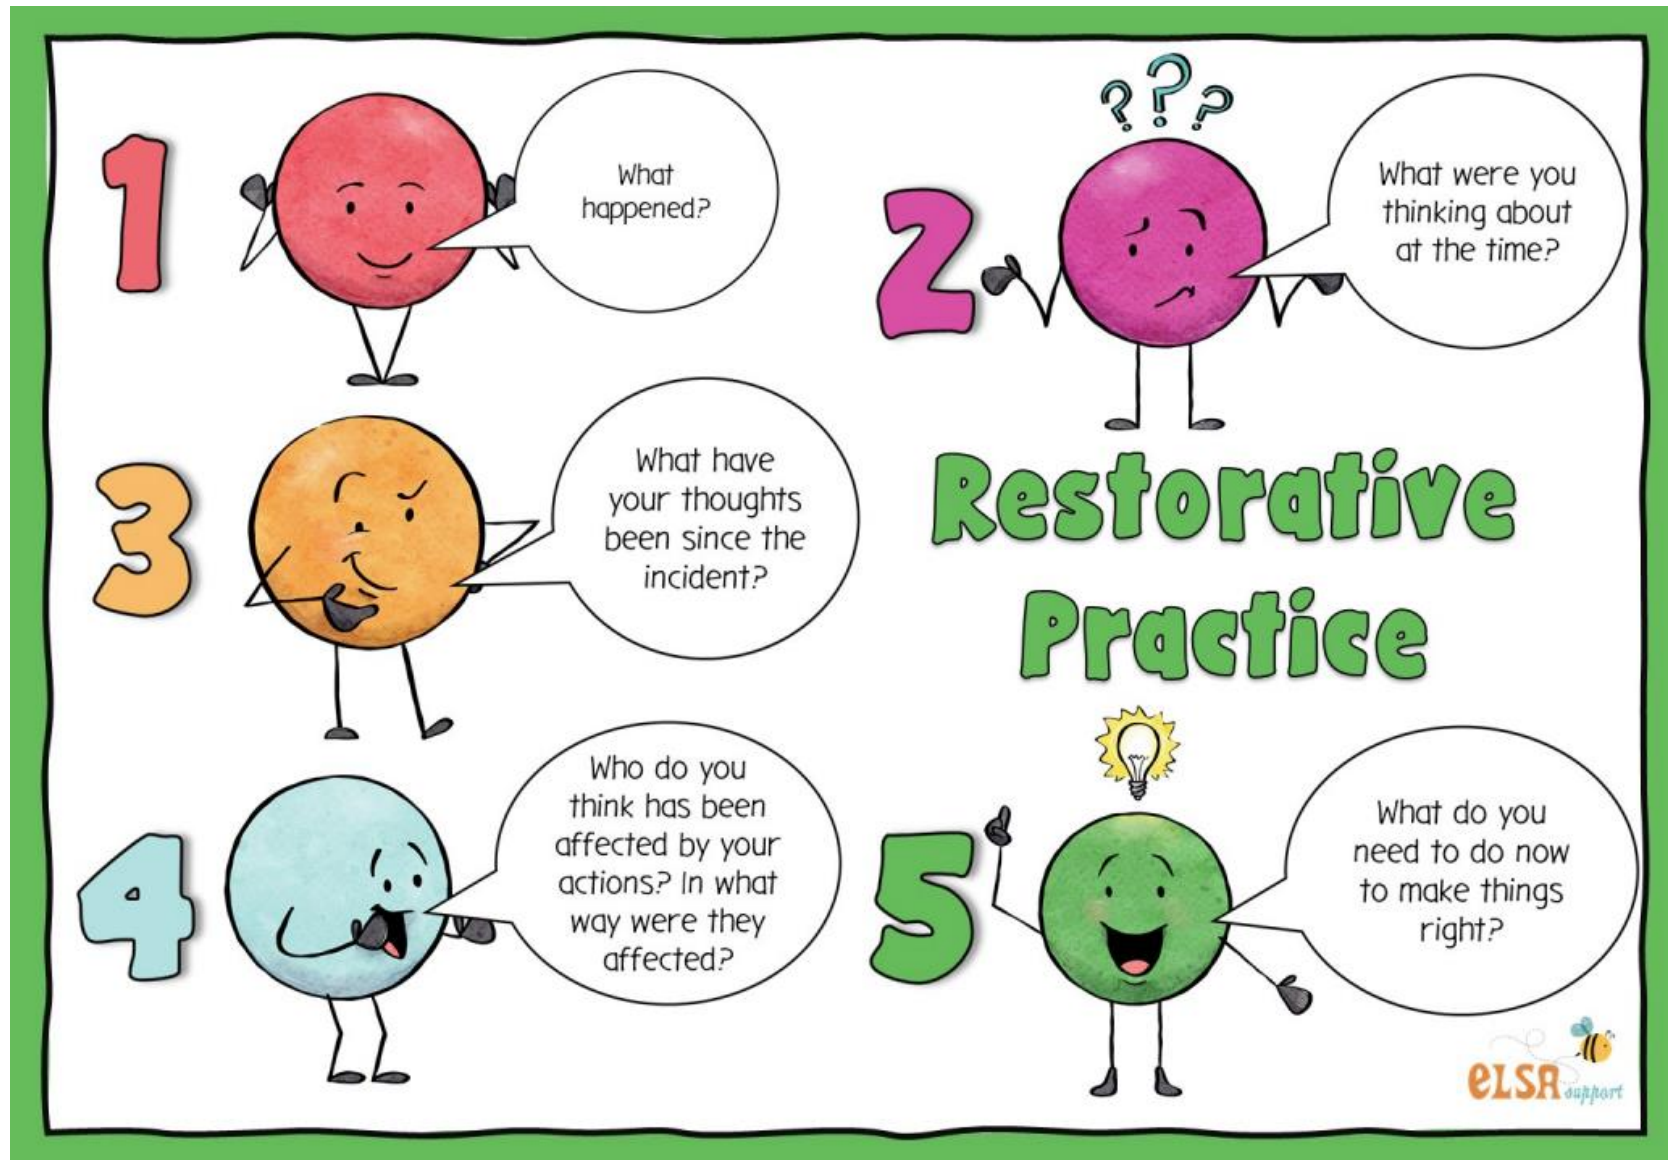 1
What
happened?
???
2
What were you
thinking about
at the time?
3
What have
your thoughts
been since the
incident?
Restorative
Practice
4
Who do you
think has been
affected by your
actions? In what
way were they
affected?
5
What do you
need to do now
to make things
right?
eLSA support